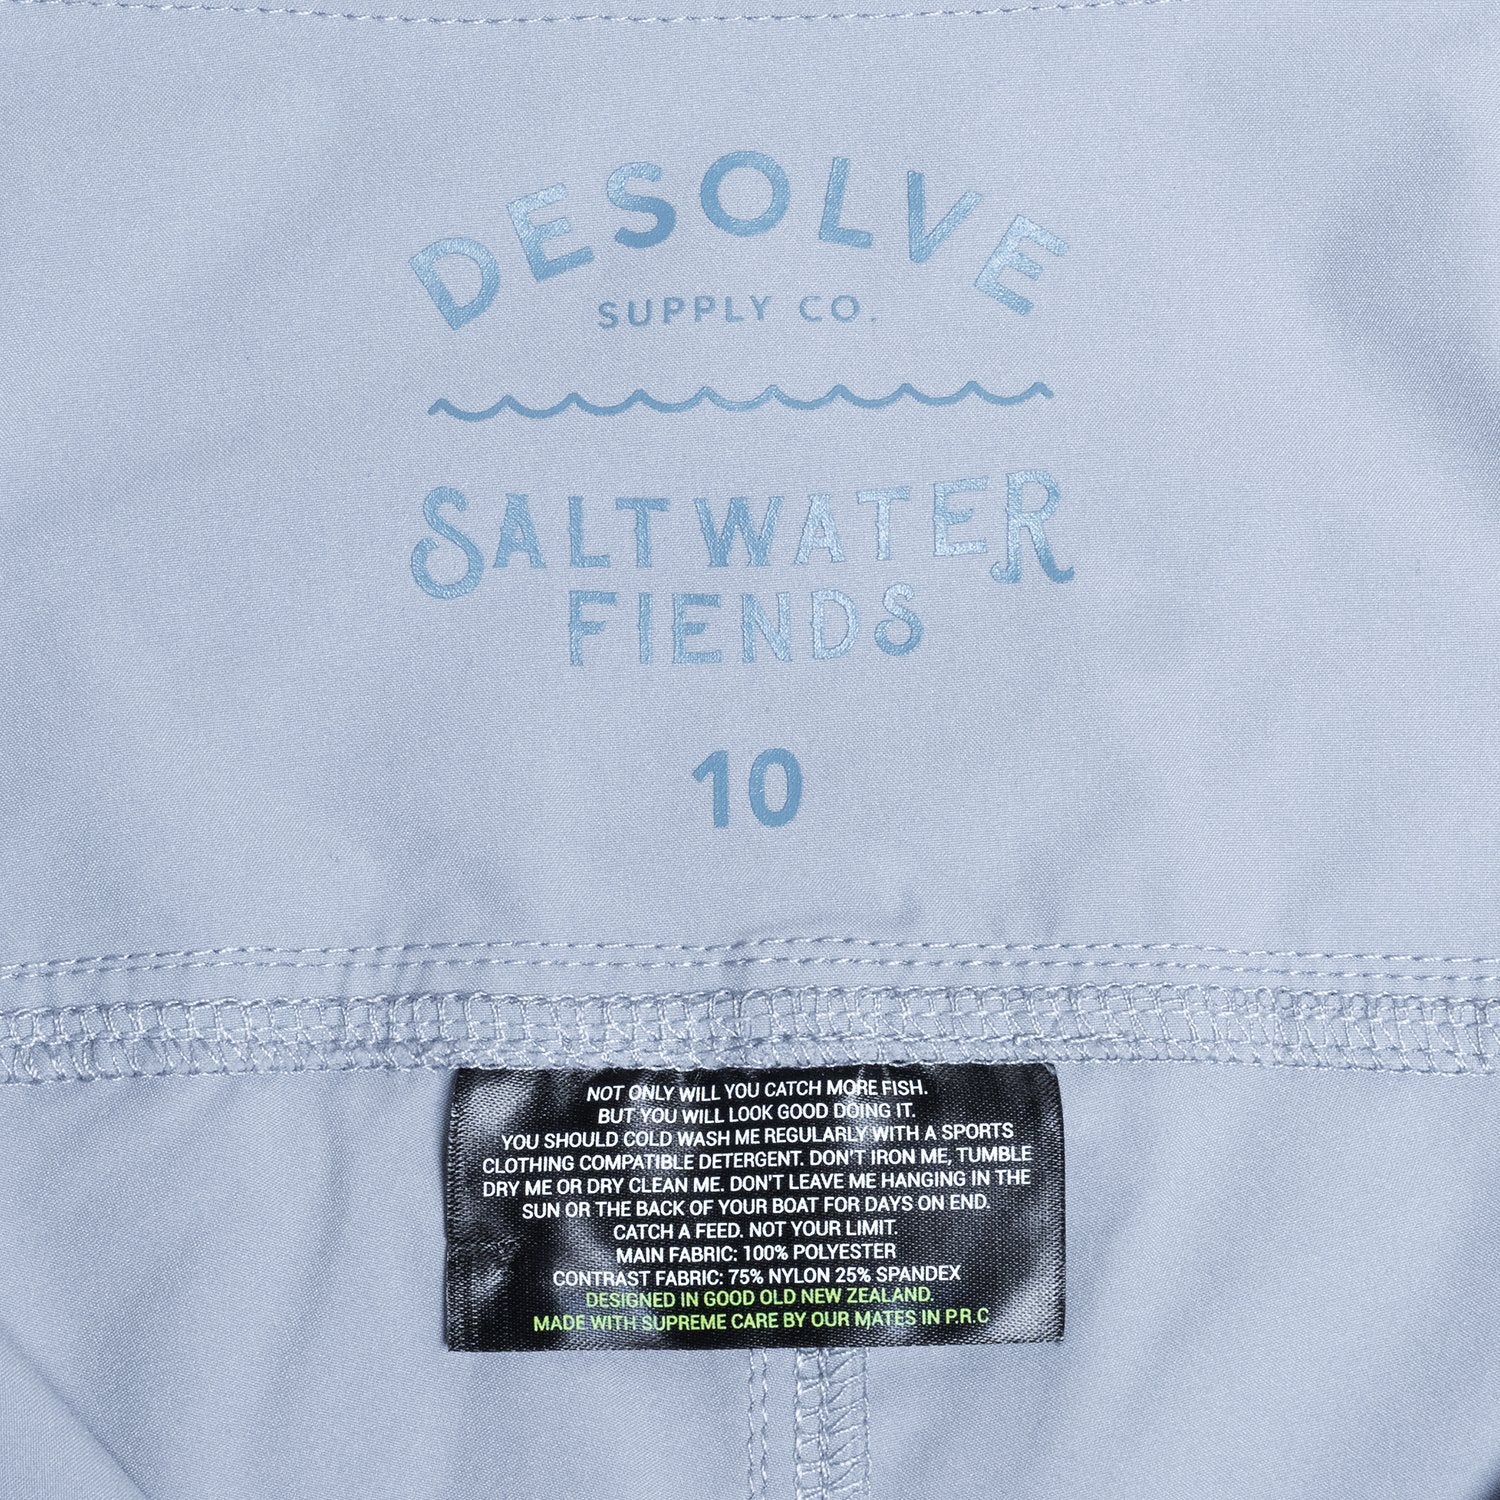 DESOLVE
SUPPLY CO.
SALTWATER
FIENDS
10
NOT ONLY WILL YOU CATCH MORE FISH.
BUT YOU WILL LOOK GOOD DOING IT.
YOU SHOULD COLD WASH ME REGULARLY WITH A SPORTS
CLOTHING COMPATIBLE DETERGENT. DON'T IRON ME, TUMBLE
DRY ME OR DRY CLEAN ME. DON'T LEAVE ME HANGING IN THE
SUN OR THE BACK OF YOUR BOAT FOR DAYS ON END.
CATCH A FEED. NOT YOUR LIMIT.
MAIN FABRIC: 100% POLYESTER
CONTRAST FABRIC: 75% NYLON 25% SPANDEX
DESIGNED IN GOOD OLD NEW ZEALAND.
MADE WITH SUPREME CARE BY OUR MATES IN P.R.C